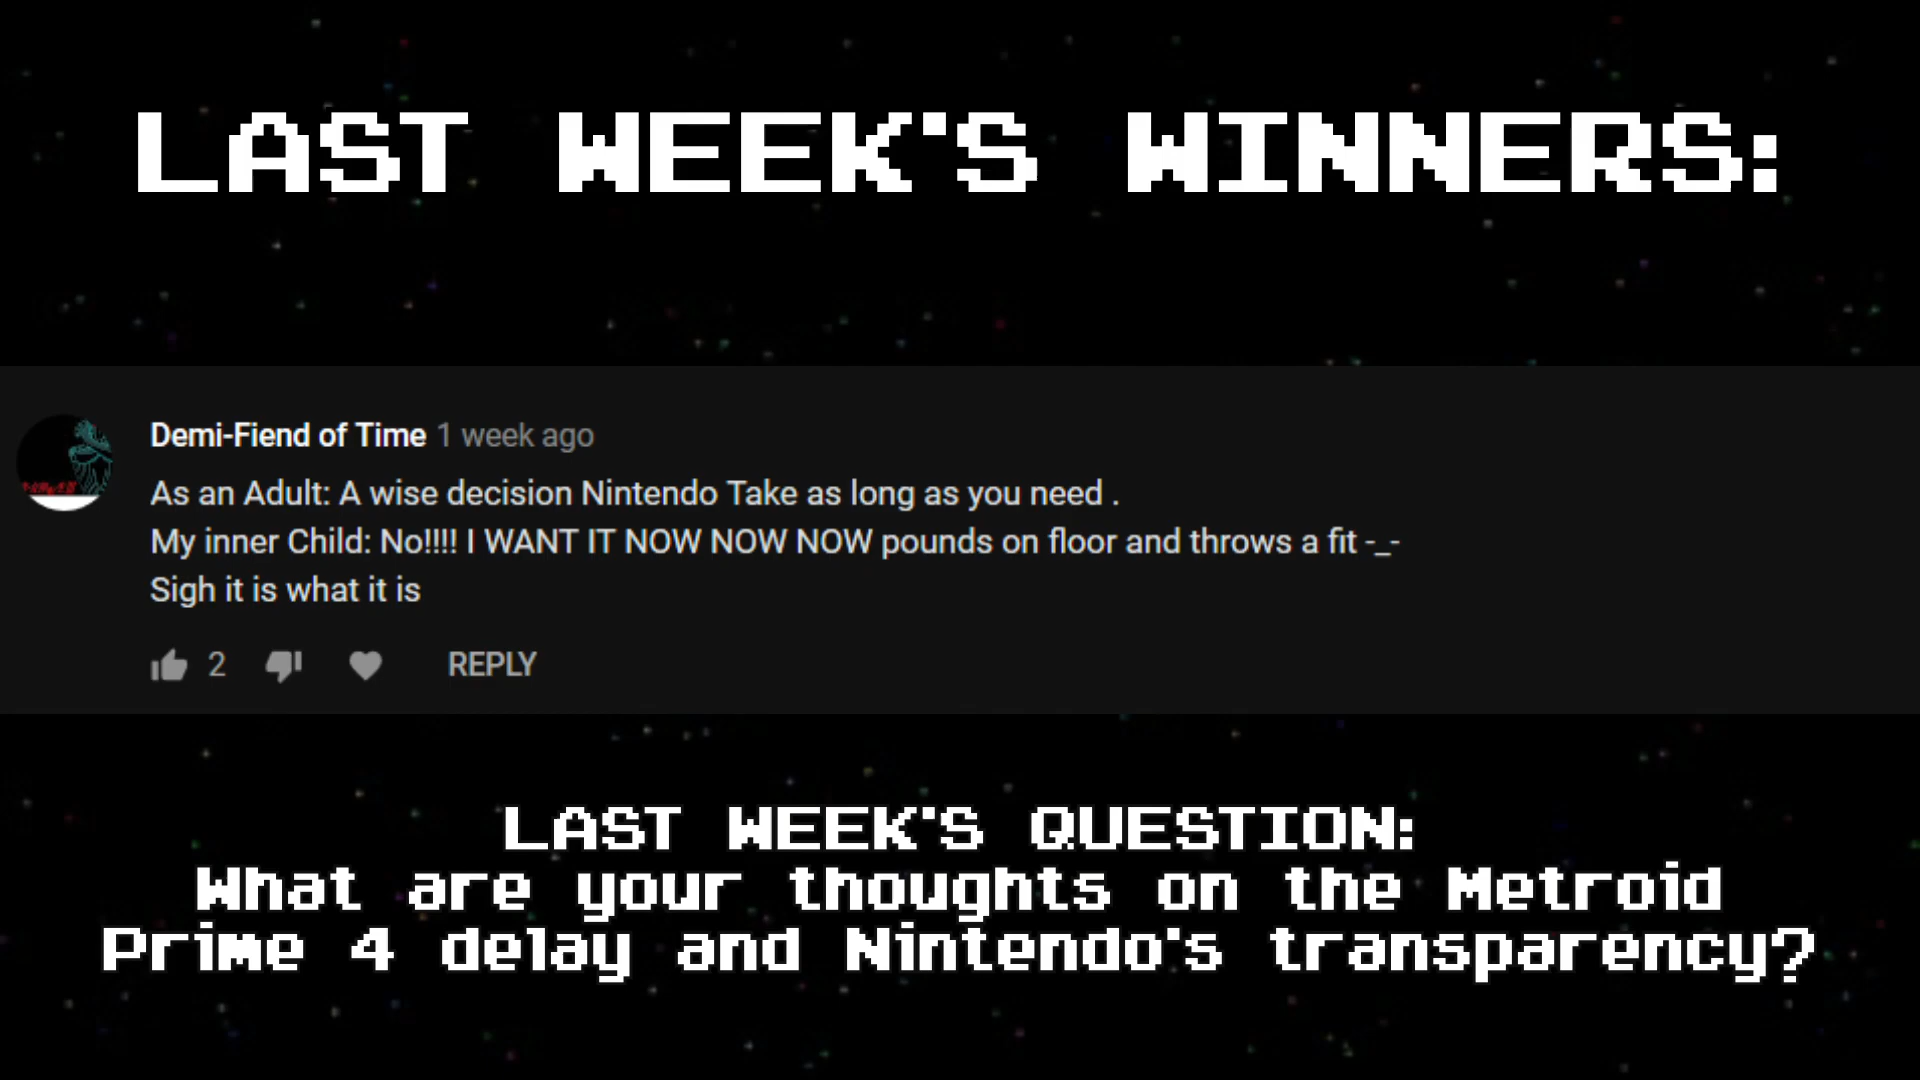 LAST WEEK'S WINNERS:
Demi-Fiend of Time 1 week ago
As an Adult: A wise decision Nintendo Take as long as you need .
My inner Child: No!!!! I WANT IT NOW NOW NOW pounds on floor and throws a fit -_-
Sigh it is what it is
2 REPLY
LAST WEEK'S QUESTION:
What are your thoughts on the Metroid
Prime 4 delay and Nintendo's transparency?